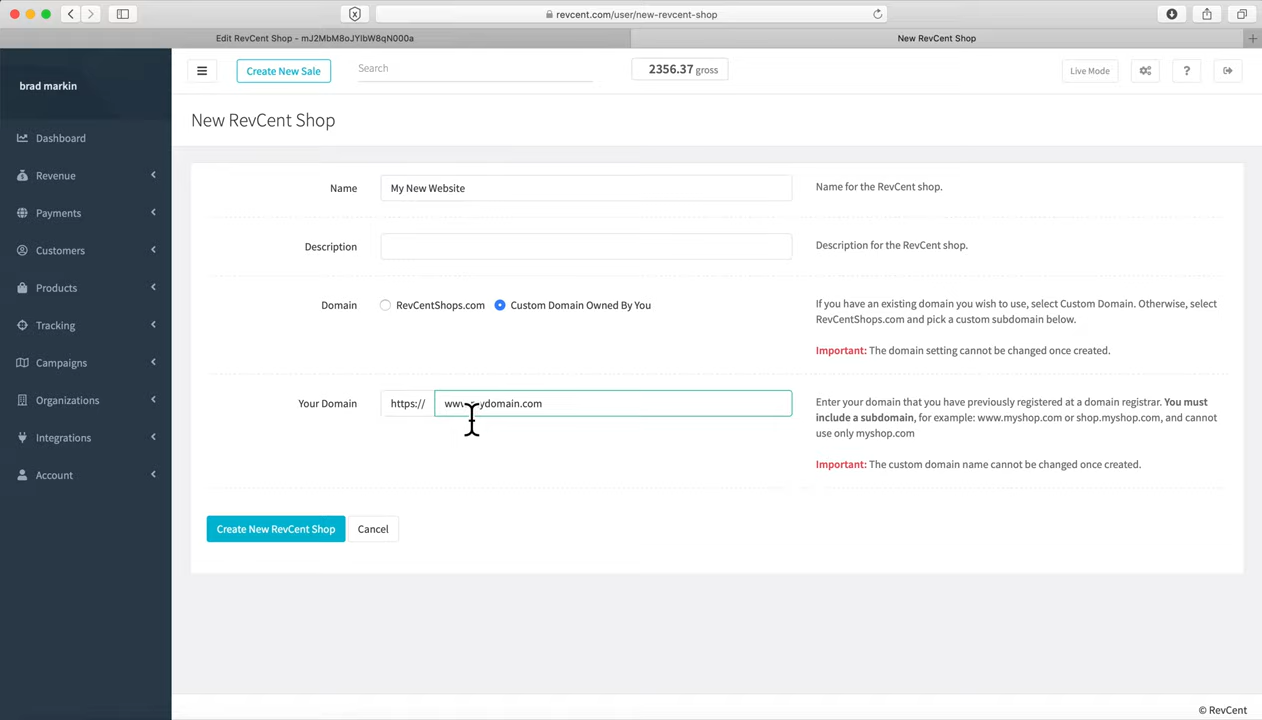 revcent.com/user/new-revcent-shop
Edit RevCent Shop - mJ2MbM8oJYIbW8qN000a
New RevCent Shop
brad markin
Create New Sale
Search
2356.37 gross
Live Mode
?
New RevCent Shop
Dashboard
Revenue
Payments
Customers
Products
Tracking
Campaigns
Organizations
Integrations
Account
Name
My New Website
Name for the RevCent shop.
Description
Description for the RevCent shop.
Domain
RevCentShops.com
Custom Domain Owned By You
If you have an existing domain you wish to use, select Custom Domain. Otherwise, select
RevCentShops.com and pick a custom subdomain below.
Important: The domain setting cannot be changed once created.
Your Domain
https://
Enter your domain that you have previously registered at a domain registrar. You must
include a subdomain, for example: www.myshop.com or shop.myshop.com, and cannot
use only myshop.com
Important: The custom domain name cannot be changed once created.
Create New RevCent Shop
Cancel
© RevCent